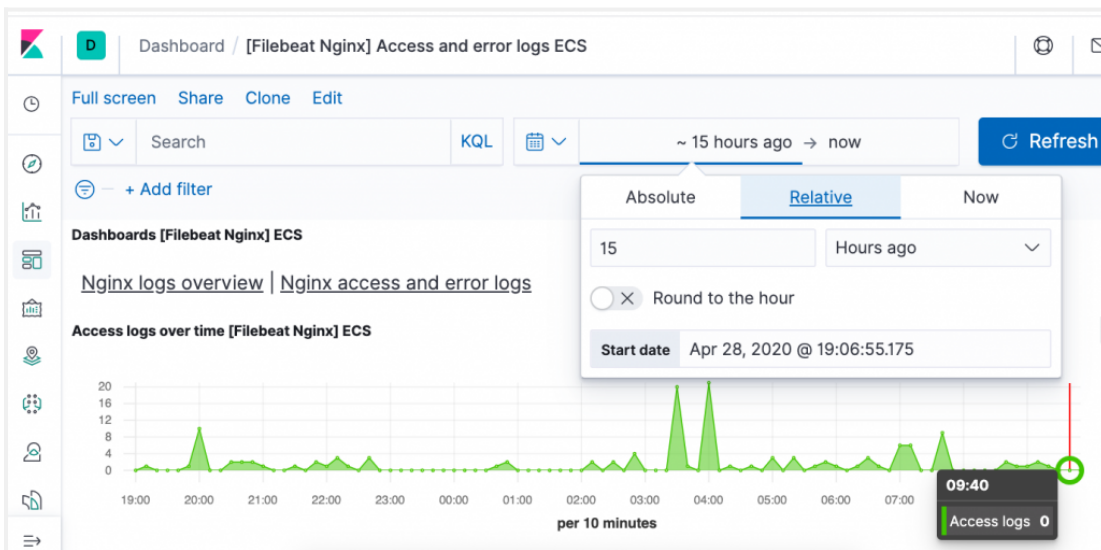 D Dashboard / [Filebeat Nginx] Access and error logs ECS
Full screen Share Clone Edit
Search KQL ~ 15 hours ago → now Refresh
+ Add filter
Absolute Relative Now
Dashboards [Filebeat Nginx] ECS
15 Hours ago
Nginx logs overview | Nginx access and error logs
Round to the hour
Access logs over time [Filebeat Nginx] ECS
Start date Apr 28, 2020 @ 19:06:55.175
20
16
12
8
4
0
19:00 20:00 21:00 22:00 23:00 00:00 01:00 02:00 03:00 04:00 05:00 06:00 07:00
per 10 minutes
09:40
Access logs 0